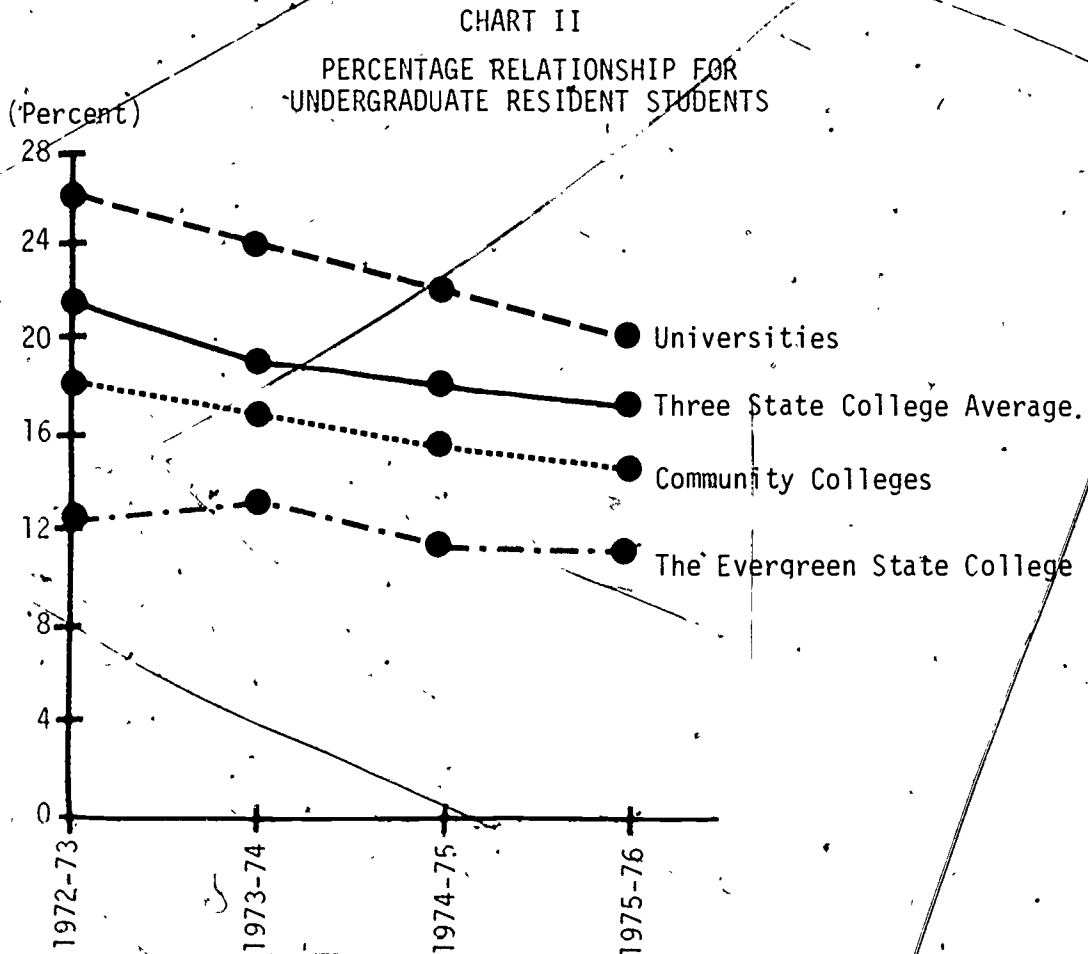 CHART II
PERCENTAGE RELATIONSHIP FOR
UNDERGRADUATE RESIDENT STUDENTS
(Percent)
28
24
20
16
12
8
4
0
Universities
Three State College Average.
Community Colleges
The Evergreen State College
1972-73
1973-74
1974-75
1975-76